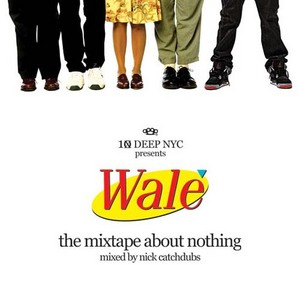 10 DEEP NYC
presents
Wale
the mixtape about nothing
mixed by nick catchdubs